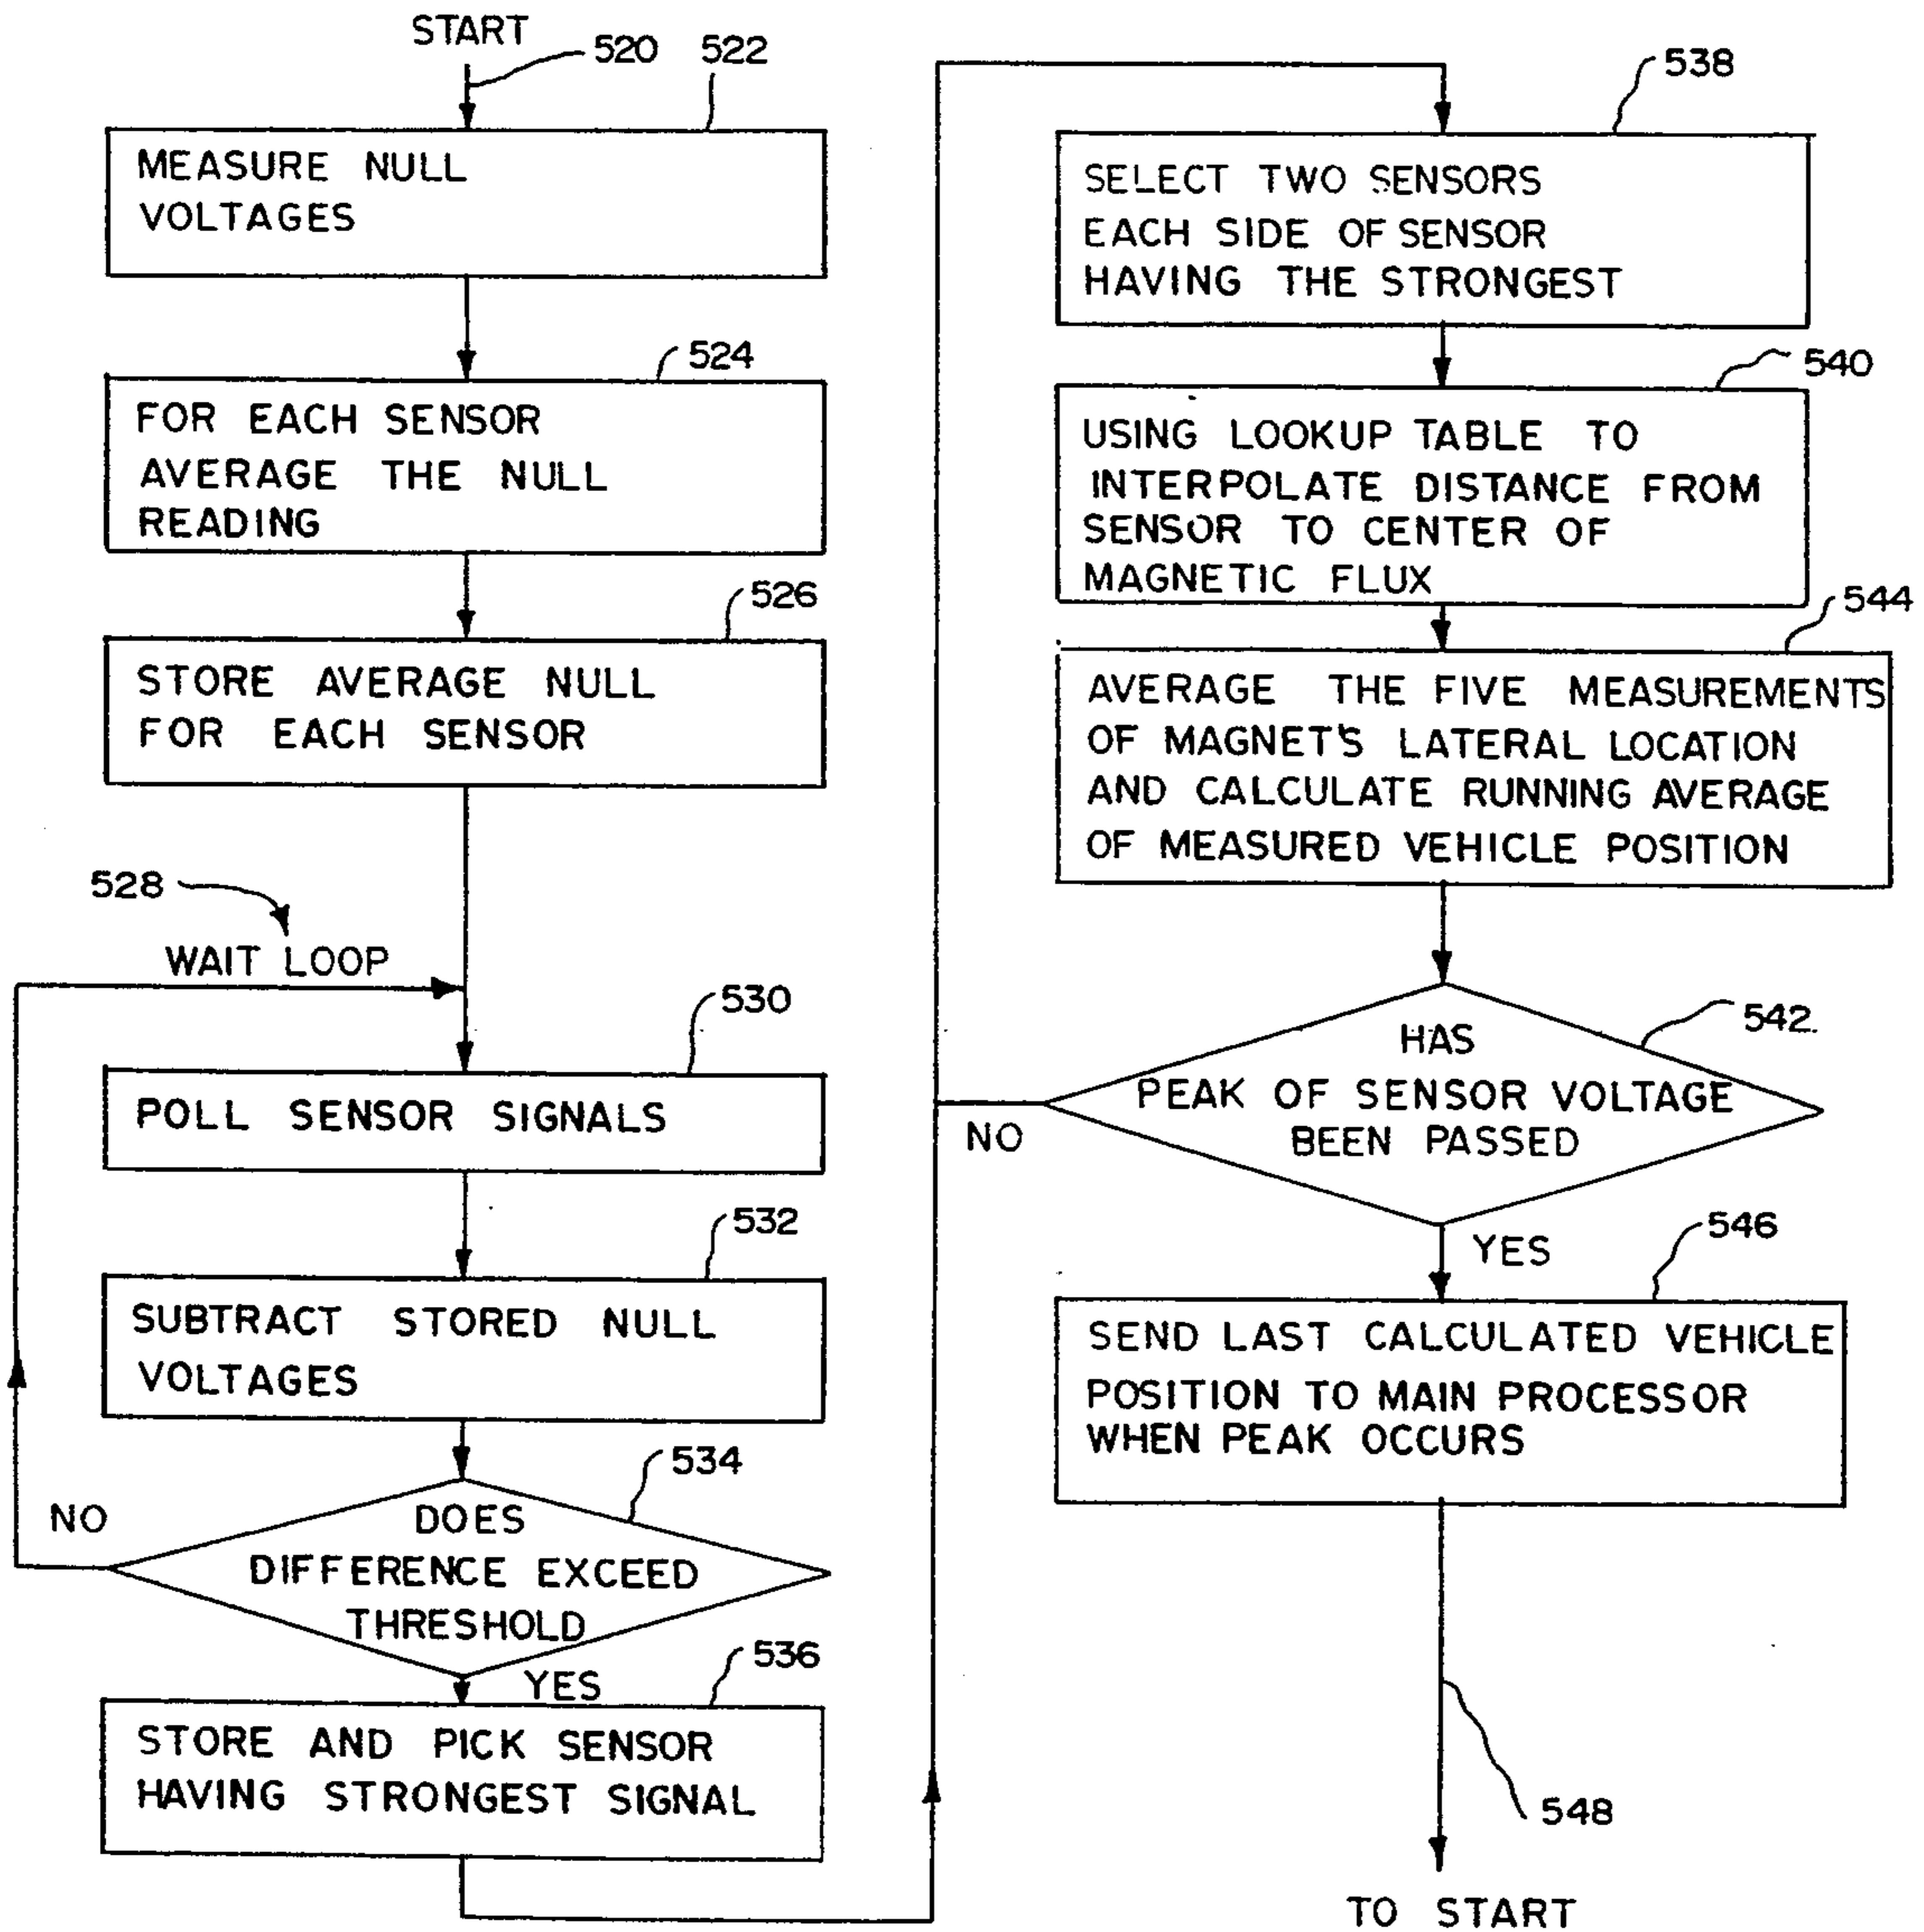 START
520
522
MEASURE NULL
VOLTAGES
524
FOR EACH SENSOR
AVERAGE THE NULL
READING
526
STORE AVERAGE NULL
FOR EACH SENSOR
528
WAIT LOOP
530
POLL SENSOR SIGNALS
532
SUBTRACT STORED NULL
VOLTAGES
534
NO
DOES
DIFFERENCE EXCEED
THRESHOLD
YES
536
STORE AND PICK SENSOR
HAVING STRONGEST SIGNAL
538
SELECT TWO SENSORS
EACH SIDE OF SENSOR
HAVING THE STRONGEST
540
USING LOOKUP TABLE TO
INTERPOLATE DISTANCE FROM
SENSOR TO CENTER OF
MAGNETIC FLUX
544
AVERAGE THE FIVE MEASUREMENTS
OF MAGNET'S LATERAL LOCATION
AND CALCULATE RUNNING AVERAGE
OF MEASURED VEHICLE POSITION
542
HAS
PEAK OF SENSOR VOLTAGE
BEEN PASSED
NO
YES
546
SEND LAST CALCULATED VEHICLE
POSITION TO MAIN PROCESSOR
WHEN PEAK OCCURS
548
TO START